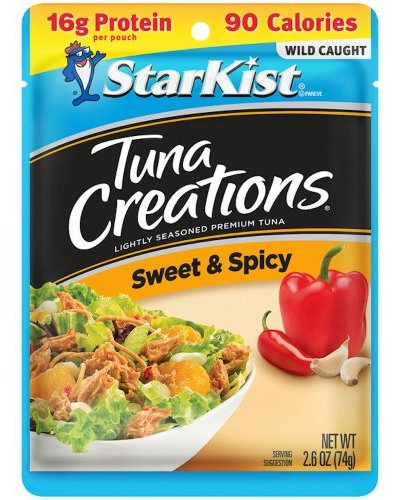 16g Protein 90 Calories
per pouch
WILD CAUGHT
StarKist
® PAREVE
Tuna
Creations®
LIGHTLY SEASONED PREMIUM TUNA
Sweet & Spicy
NET WT
2.6 OZ (74g)
SERVING
SUGGESTION